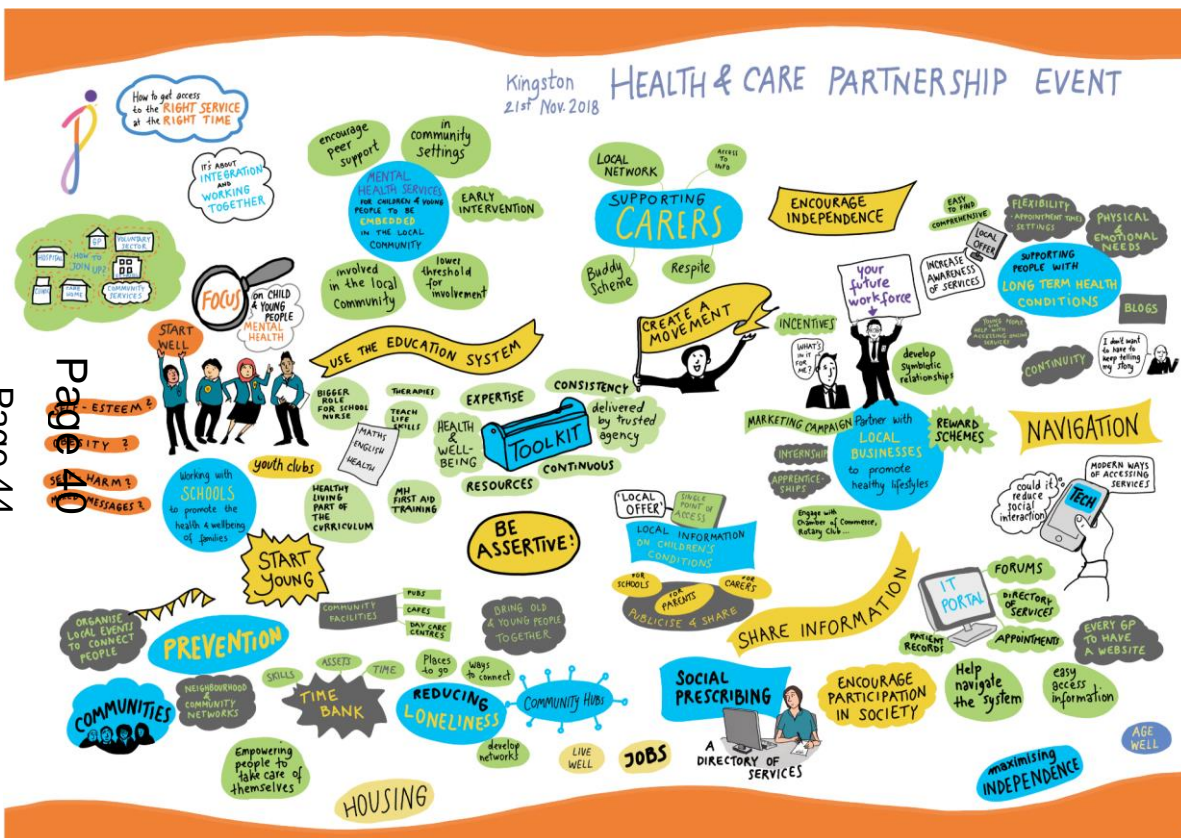 Kingston
21st Nov. 2018
HEALTH & CARE PARTNERSHIP EVENT
How to get access
to the RIGHT SERVICE
at the RIGHT TIME
IT'S ABOUT
INTEGRATION
AND
WORKING
TOGETHER
HOSPITAL
GP
VOLUNTARY
SECTOR
HOW TO
JOIN UP?
CARE
HOME
COMMUNITY
SERVICES
FOCUS
on CHILD
& YOUNG
PEOPLE
MENTAL
HEALTH
START
WELL
encourage
peer
support
in
community
settings
MENTAL
HEALTH SERVICES
FOR CHILDREN & YOUNG
PEOPLE TO BE
EMBEDDED
IN THE LOCAL
COMMUNITY
EARLY
INTERVENTION
involved
in the local
Community
lower
threshold
for
involvement
LOCAL
NETWORK
ACCESS
TO
INFO
SUPPORTING
CARERS
Buddy
Scheme
Respite
ENCOURAGE
INDEPENDENCE
EASY
TO FIND
COMPREHENSIVE
LOCAL
OFFER
INCREASE
AWARENESS
OF SERVICES
FLEXIBILITY
- APPOINTMENT TIMES
SETTINGS
PHYSICAL
&
EMOTIONAL
NEEDS
SUPPORTING
PEOPLE WITH
LONG TERM HEALTH
CONDITIONS
BLOGS
YOUNG PEOPLE
HELP WITH
ACCESSING ONLINE
SERVICES
CONTINUITY
I don't want
to have to
keep telling
my 'story'
your
future
workforce
CREATE A
MOVEMENT
INCENTIVES
WHAT'S
IN IT
FOR
ME?
develop
symbiotic
relationships
MARKETING CAMPAIGN
Partner with
LOCAL
BUSINESSES
to promote
healthy lifestyles
REWARD
SCHEMES
INTERNSHIP
APPRENTICE-
SHIPS
Engage with
Chamber of Commerce,
Rotary Club...
USE THE EDUCATION SYSTEM
BIGGER
ROLE
FOR SCHOOL
NURSE
THERAPIES
TEACH
LIFE
SKILLS
MATHS
ENGLISH
HEALTH
HEALTHY
LIVING
PART OF
THE
CURRICULUM
MH
FIRST AID
TRAINING
EXPERTISE
CONSISTENCY
HEALTH
&
WELL-
BEING
TOOLKIT
delivered
by trusted
agency
CONTINUOUS
RESOURCES
Page 40
Page 41
- ESTEEM?
HARM?
MESSAGES?
Working with
SCHOOLS
to promote the
health & wellbeing
of families
youth clubs
START
YOUNG
BE
ASSERTIVE!
'LOCAL
OFFER'
SINGLE
POINT OF
ACCESS
LOCAL INFORMATION
ON CHILDREN'S
CONDITIONS
FOR
SCHOOLS
FOR
PARENTS
FOR
CARERS
PUBLICISE & SHARE
NAVIGATION
MODERN WAYS
OF ACCESSING
SERVICES
could it
reduce
social
interaction?
TECH
SHARE INFORMATION
IT
PORTAL
FORUMS
DIRECTORY
OF
SERVICES
APPOINTMENTS
PATIENT
RECORDS
EVERY GP
TO HAVE
A WEBSITE
ORGANISE
LOCAL EVENTS
TO CONNECT
PEOPLE
PREVENTION
COMMUNITIES
NEIGHBOURHOOD
&
COMMUNITY
NETWORKS
COMMUNITY
FACILITIES
PUBS
CAFES
DAY CARE
CENTRES
BRING OLD
& YOUNG PEOPLE
TOGETHER
SKILLS
ASSETS
TIME
TIME
BANK
Places
to go
Ways
to connect
REDUCING
LONELINESS
COMMUNITY HUBS
develop
networks
Empowering
people to
take care of
themselves
HOUSING
LIVE
WELL
JOBS
SOCIAL
PRESCRIBING
A
DIRECTORY OF
SERVICES
ENCOURAGE
PARTICIPATION
IN SOCIETY
Help
navigate
the system
easy
access
information
AGE
WELL
maximising
INDEPENDENCE